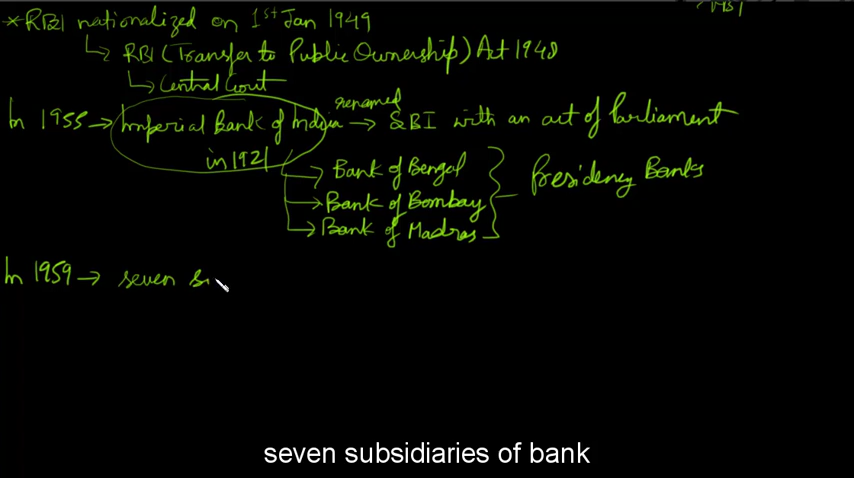 1951
*RBI nationalized on 1st Jan 1949
RBI (Transfer to Public Ownership) Act 1948
Central Govt
In 1955 → Imperial Bank of India renamed → SBI with an act of Parliament
in 1921
Bank of Bengal
Bank of Bombay
Bank of Madras
Presidency Banks
In 1959 → seven su
seven subsidiaries of bank